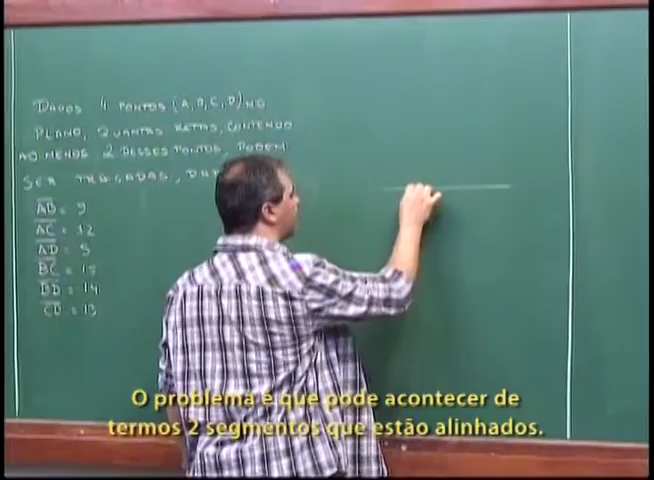 DADOS 4 PONTOS (A,B,C,D) NO
PLANO, QUANTAS RETAS, CONTENDO
AO MENOS 2 DESSES PONTOS, PODEM
SER TRAÇADAS,
AB = 9
AC = 12
AD = 5
BC = 15
BD = 14
CD = 13
O problema é que pode acontecer de
termos 2 segmentos que estão alinhados.